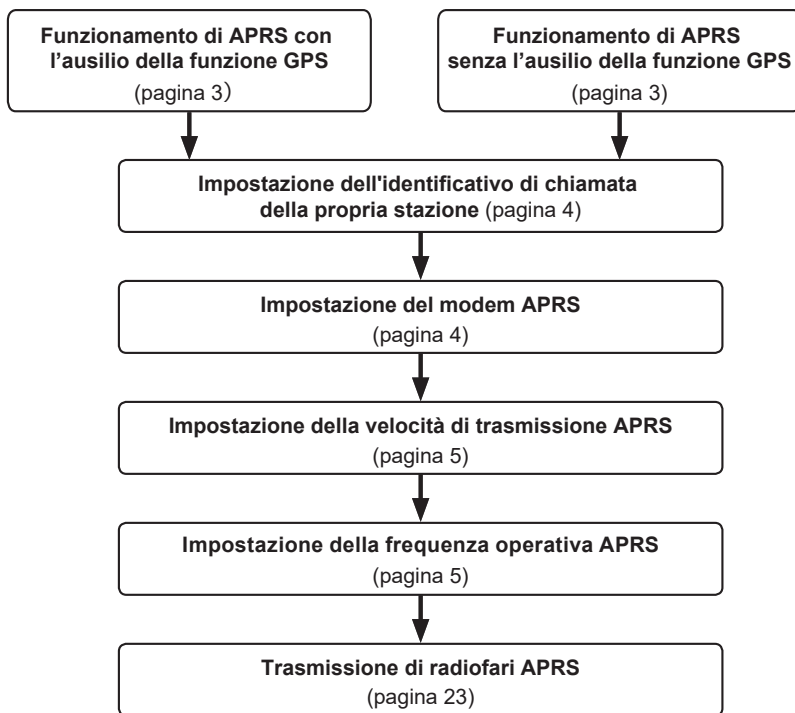 Funzionamento di APRS con
l’ausilio della funzione GPS
(pagina 3）
Funzionamento di APRS
senza l’ausilio della funzione GPS
(pagina 3)
Impostazione dell'identificativo di chiamata
della propria stazione (pagina 4)
Impostazione del modem APRS
(pagina 4)
Impostazione della velocità di trasmissione APRS
(pagina 5)
Impostazione della frequenza operativa APRS
(pagina 5)
Trasmissione di radiofari APRS
(pagina 23)